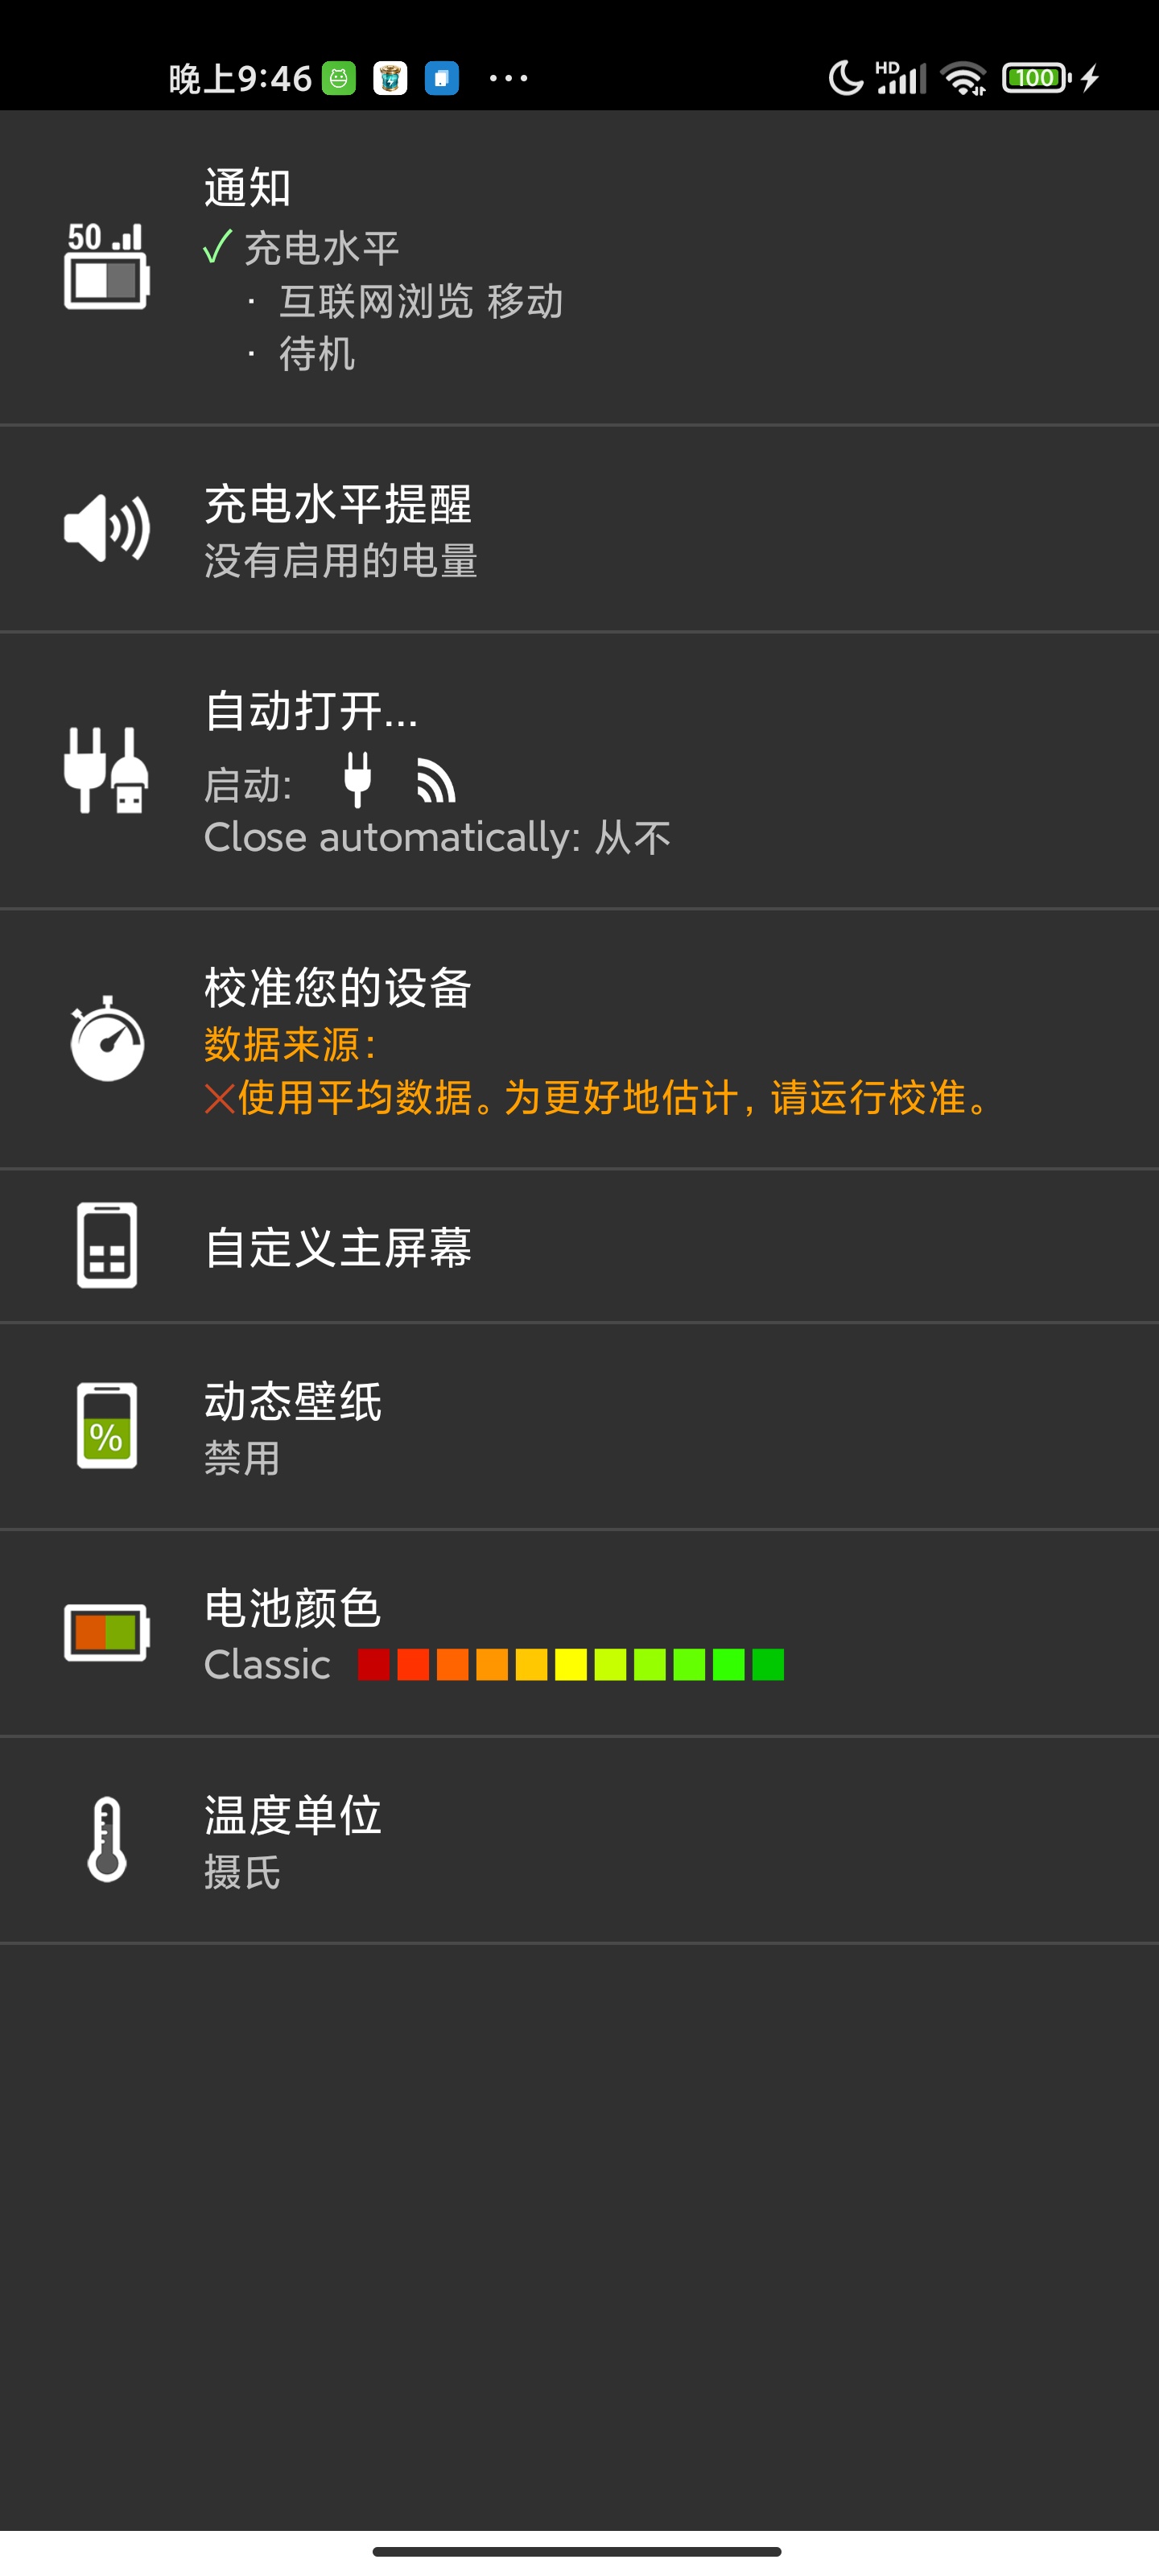 晚上9:46 ... HD 100
通知
50
✓ 充电水平
· 互联网浏览 移动
· 待机
充电水平提醒
没有启用的电量
自动打开...
启动:
Close automatically: 从不
校准您的设备
数据来源:
×使用平均数据。为更好地估计, 请运行校准。
自定义主屏幕
动态壁纸
%
禁用
电池颜色
Classic
温度单位
摄氏